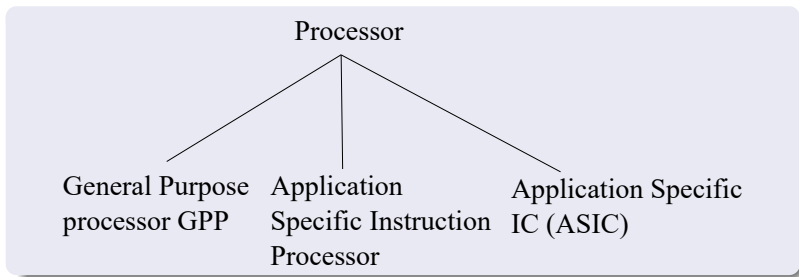 Processor
General Purpose
processor GPP
Application
Specific Instruction
Processor
Application Specific
IC (ASIC)